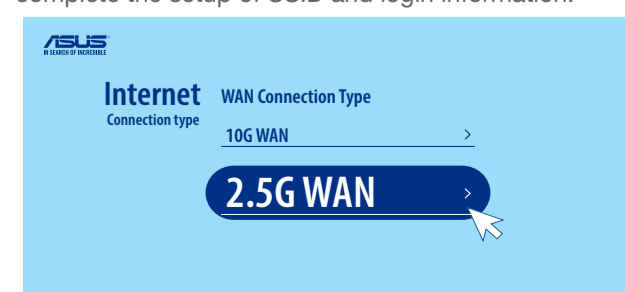 complete the setup of SSID and login information.
ASUS
IN SEARCH OF INCREDIBLE
Internet
Connection type
WAN Connection Type
10G WAN
2.5G WAN